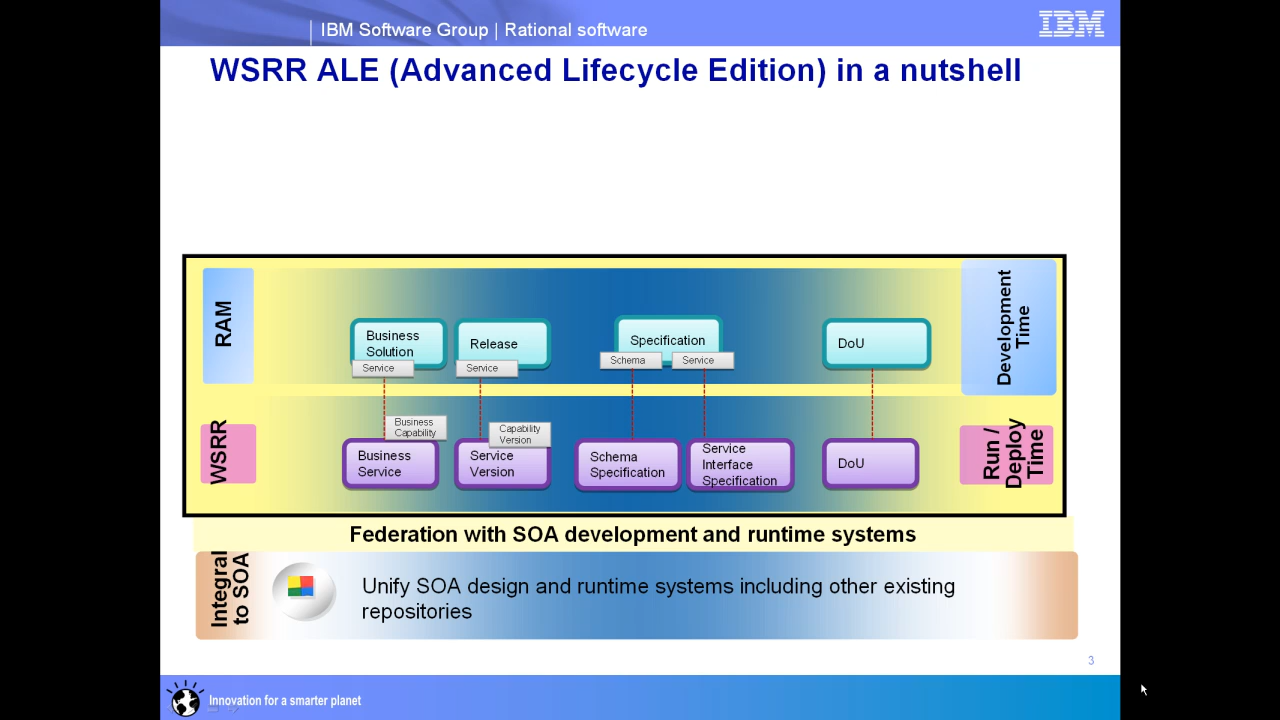 IBM Software Group | Rational software
IBM
WSRR ALE (Advanced Lifecycle Edition) in a nutshell
RAM
Business
Solution
Service
Release
Service
Specification
Schema
Service
DoU
Development
Time
WSRR
Business
Capability
Business
Service
Capability
Version
Service
Version
Schema
Specification
Service
Interface
Specification
DoU
Run /
Deploy
Time
Federation with SOA development and runtime systems
Integral
to SOA
Unify SOA design and runtime systems including other existing
repositories
3
Innovation for a smarter planet